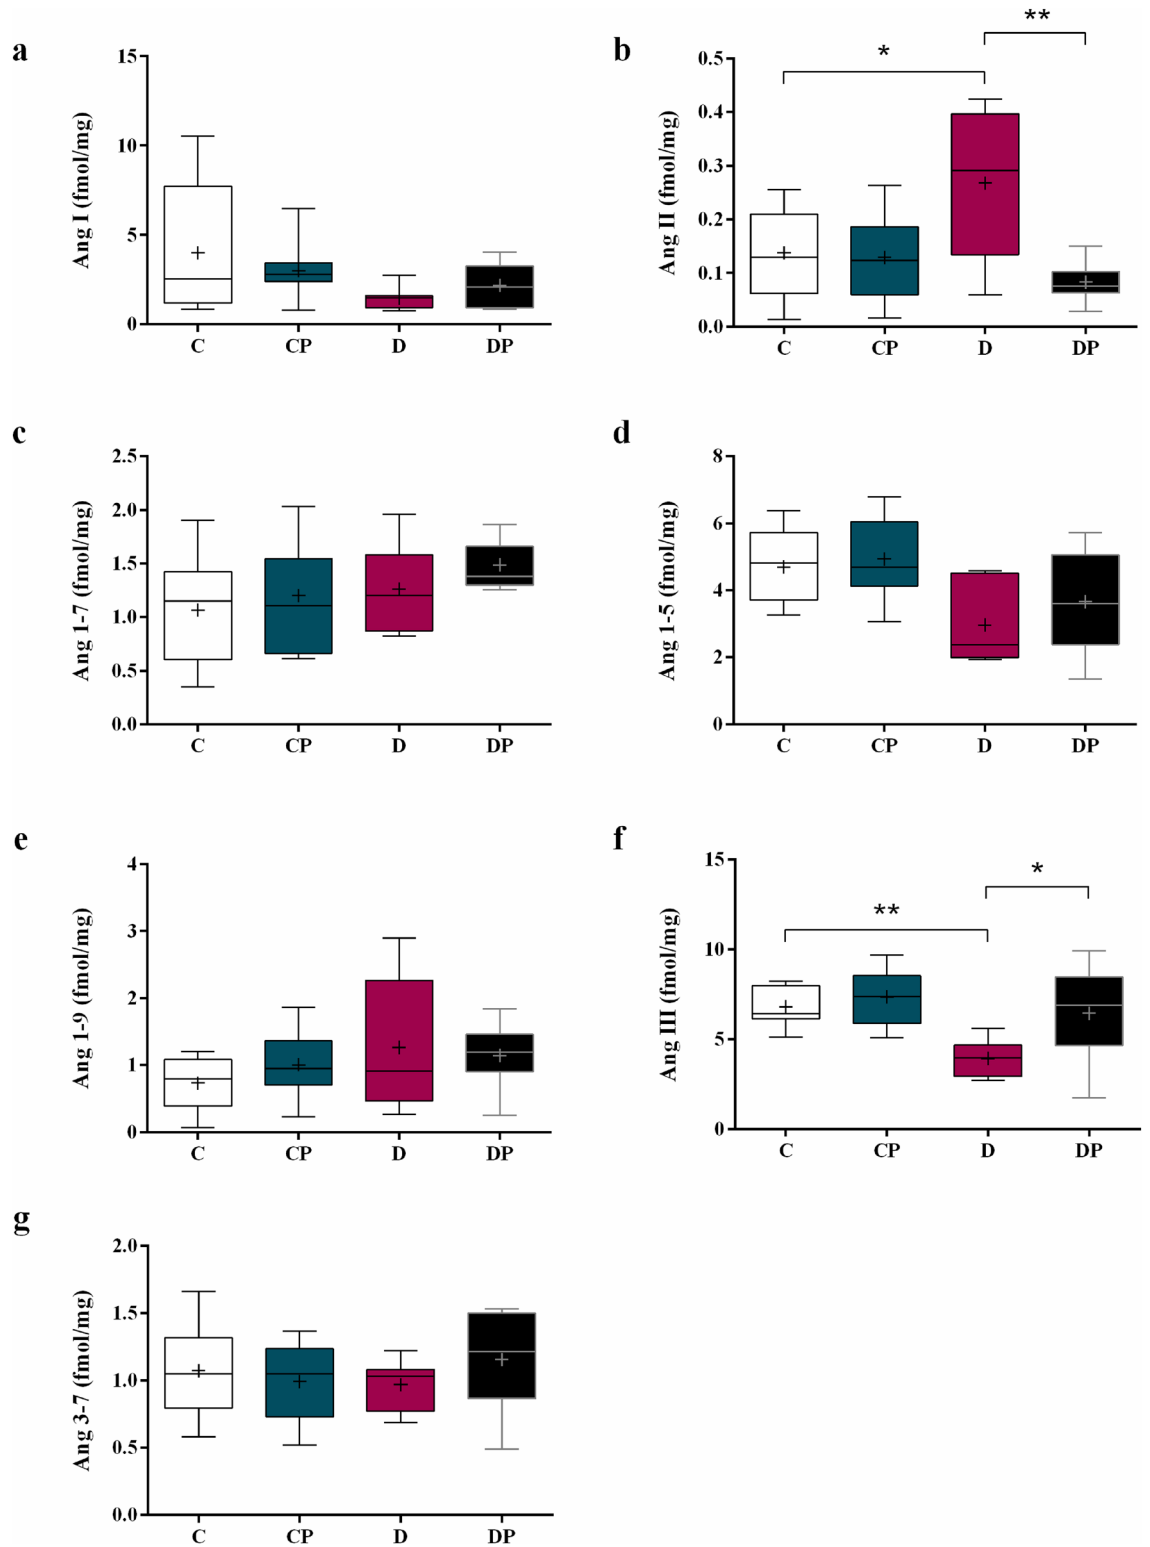 a
Ang I (fmol/mg)
15
10
5
0
C CP D DP
b
Ang II (fmol/mg)
* **
0.5
0.4
0.3
0.2
0.1
0.0
C CP D DP
c
Ang 1-7 (fmol/mg)
2.5
2.0
1.5
1.0
0.5
0.0
C CP D DP
d
Ang 1-5 (fmol/mg)
8
6
4
2
0
C CP D DP
e
Ang 1-9 (fmol/mg)
4
3
2
1
0
C CP D DP
f
Ang III (fmol/mg)
** *
15
10
5
0
C CP D DP
g
Ang 3-7 (fmol/mg)
2.0
1.5
1.0
0.5
0.0
C CP D DP